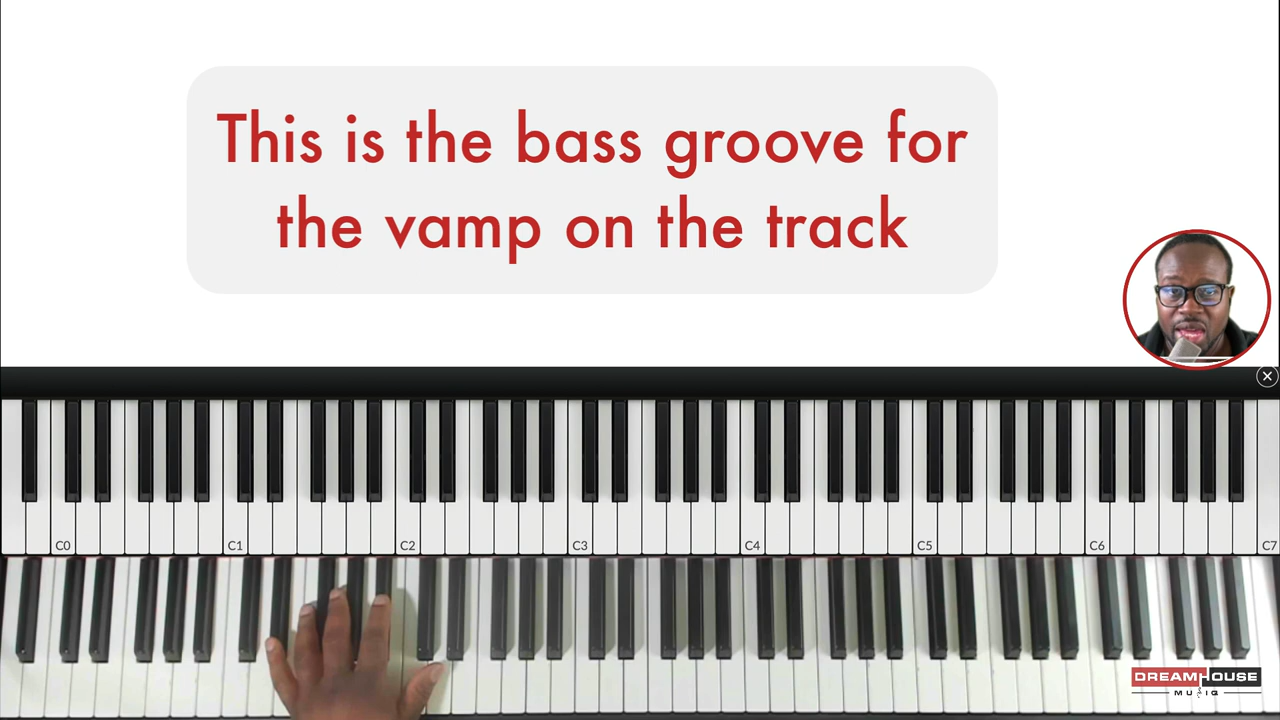 This is the bass groove for
the vamp on the track
C0 C1 C2 C3 C4 C5 C6 C7
DREAMHOUSE
MUSIQ